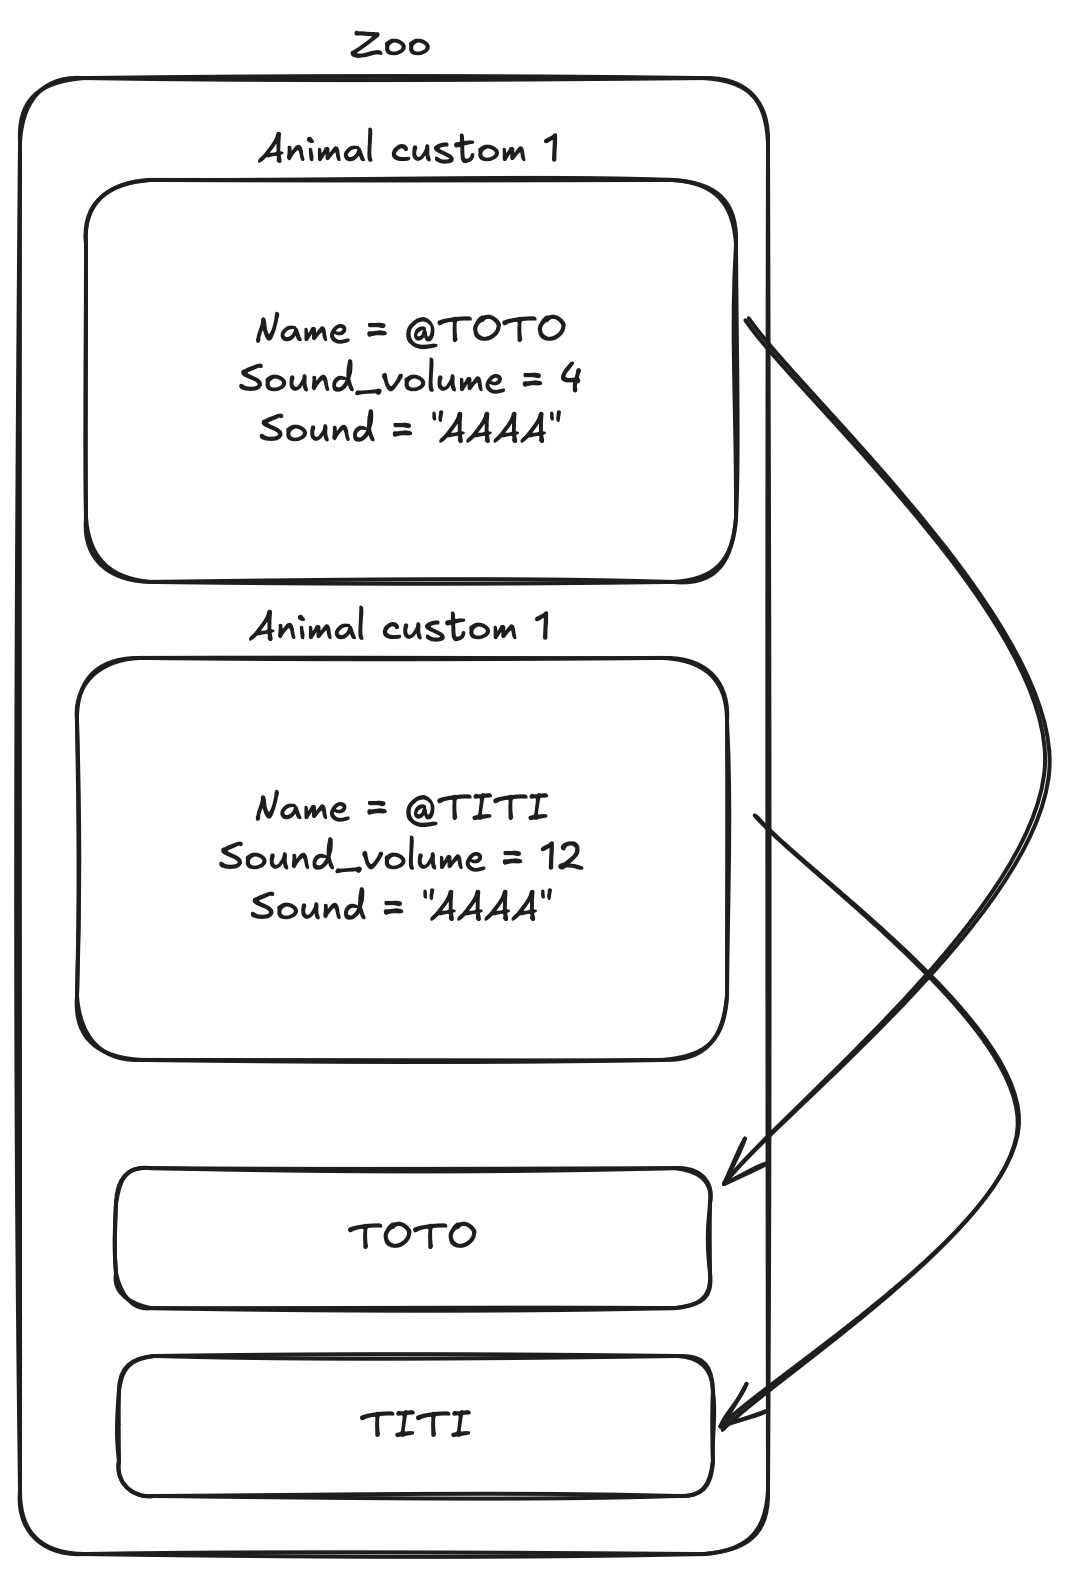 Zoo
Animal custom 1
Name = @TOTO
Sound_volume = 4
Sound = "AAAA"
Animal custom 1
Name = @TITI
Sound_volume = 12
Sound = "AAAA"
TOTO
TITI